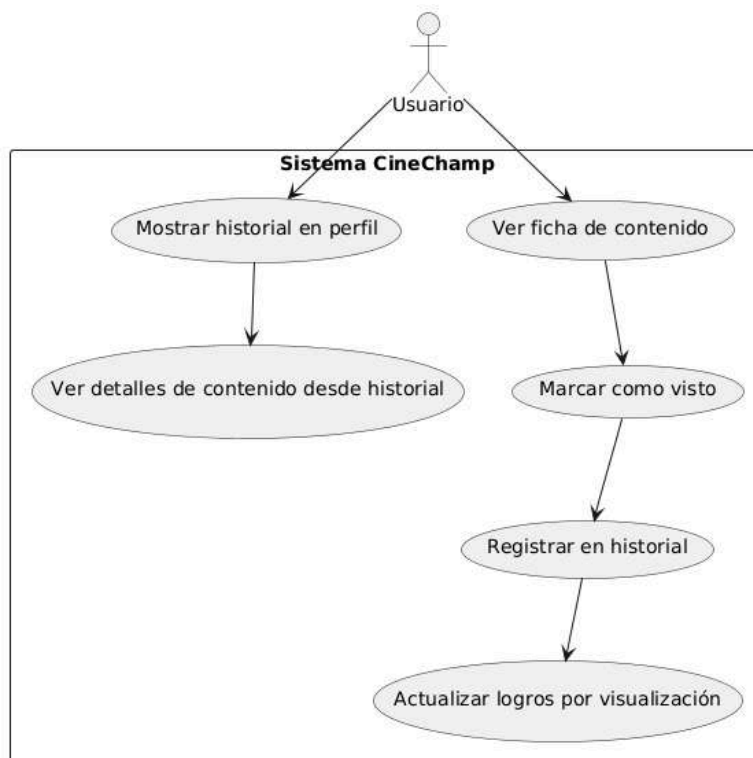 Usuario
Sistema CineChamp
Mostrar historial en perfil
Ver ficha de contenido
Ver detalles de contenido desde historial
Marcar como visto
Registrar en historial
Actualizar logros por visualización